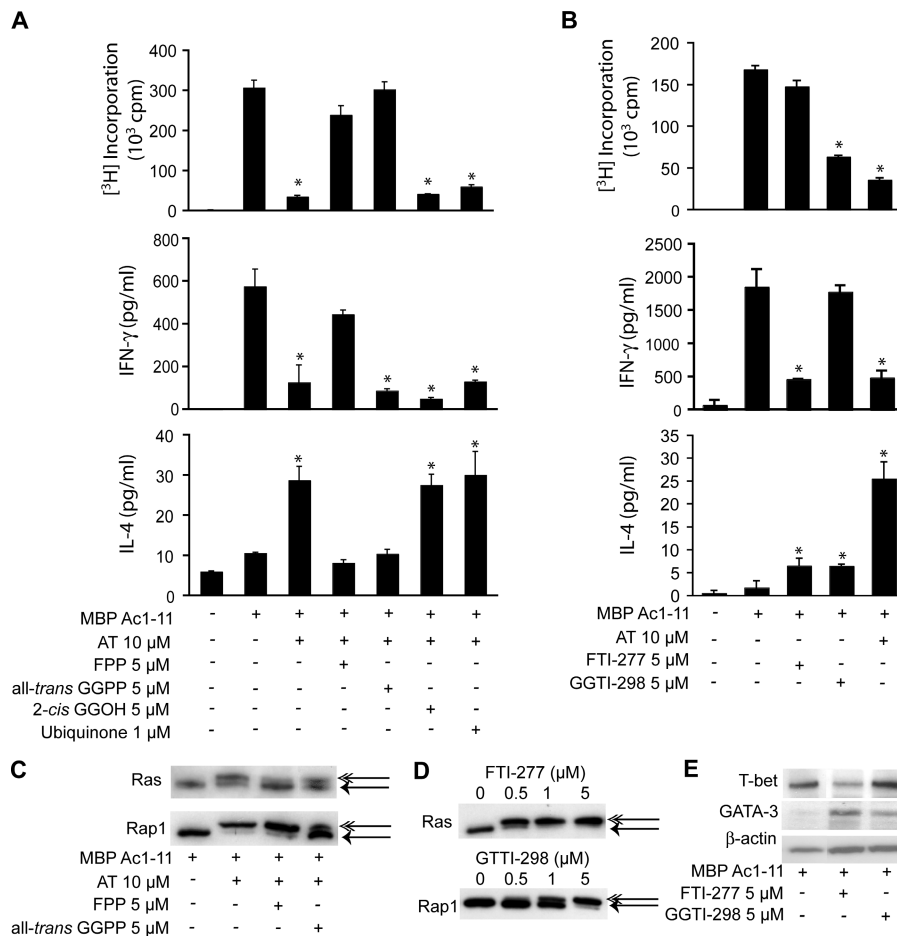 A
[³H] Incorporation
(10³ cpm)
400
300
200
100
0
*
*
*
IFN-γ (pg/ml)
800
600
400
200
0
*
*
*
*
IL-4 (pg/ml)
40
30
20
10
0
*
*
*
MBP Ac1-11 - + + + + + +
AT 10 µM - - + + + + +
FPP 5 µM - - - + - - -
all-trans GGPP 5 µM - - - - + - -
2-cis GGOH 5 µM - - - - - + -
Ubiquinone 1 µM - - - - - - +
B
[³H] Incorporation
(10³ cpm)
200
150
100
50
0
*
*
IFN-γ (pg/ml)
2500
2000
1500
1000
500
0
*
*
IL-4 (pg/ml)
35
30
25
20
15
10
5
0
*
*
*
MBP Ac1-11 - + + + +
AT 10 µM - - - - +
FTI-277 5 µM - - + - -
GGTI-298 5 µM - - - + -
C
Ras
Rap1
MBP Ac1-11 + + + +
AT 10 µM - + + +
FPP 5 µM - - + -
all-trans GGPP 5 µM - - - +
D
FTI-277 (µM)
0 0.5 1 5
Ras
GTTI-298 (µM)
0 0.5 1 5
Rap1
E
T-bet
GATA-3
β-actin
MBP Ac1-11 + + +
FTI-277 5 µM - + -
GGTI-298 5 µM - - +